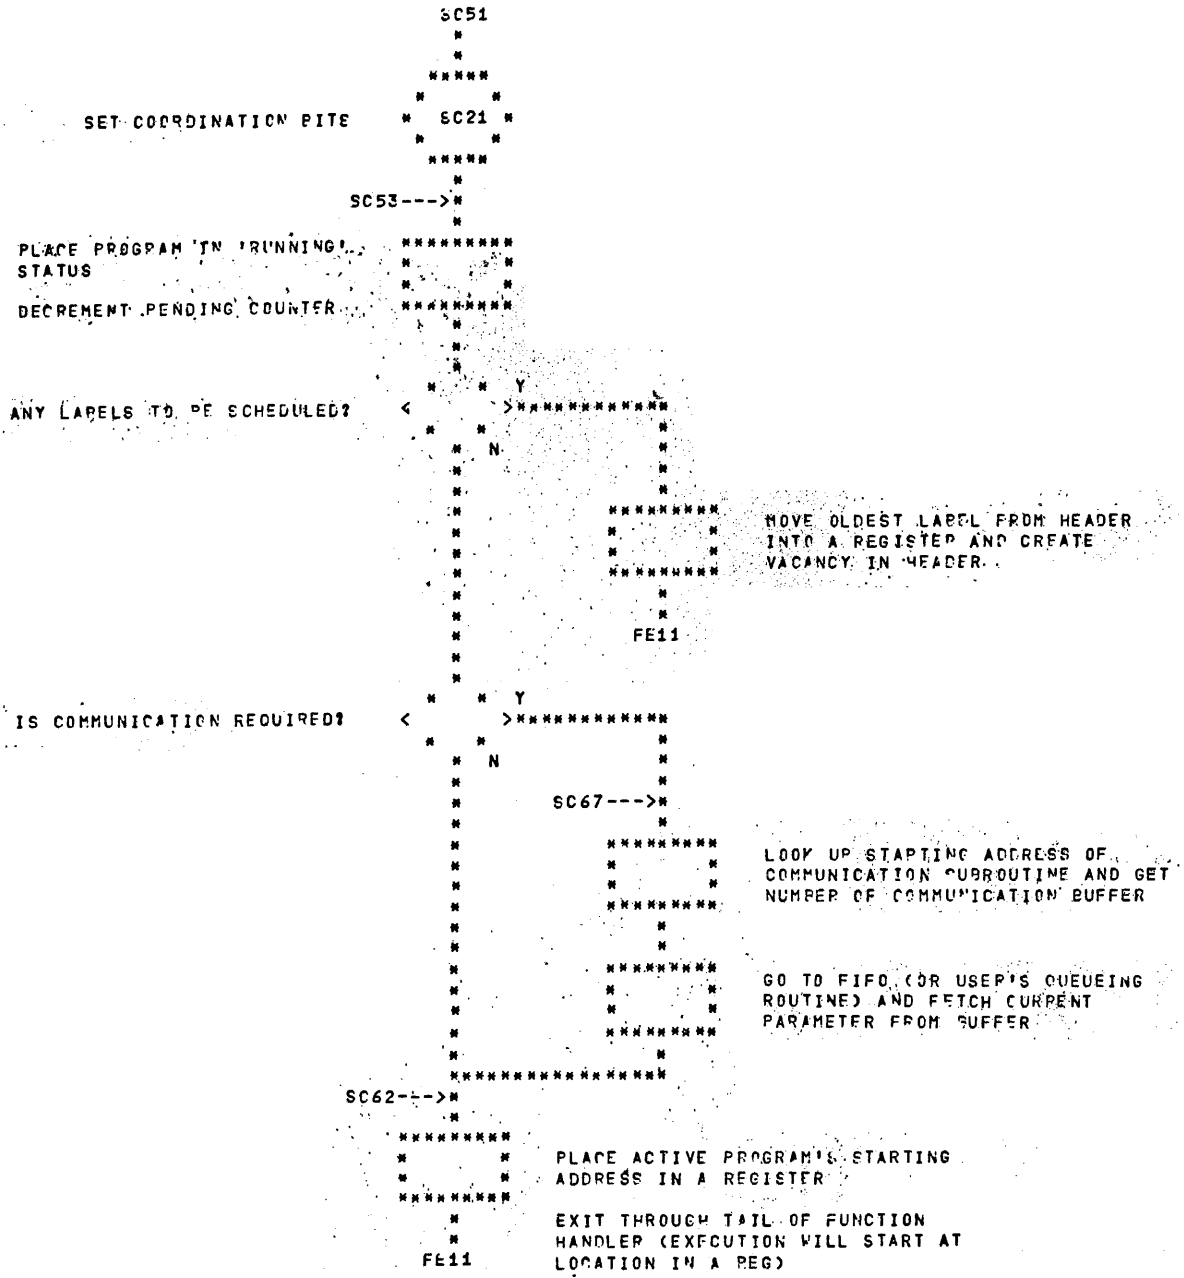 SC51
SET COORDINATION BITS
SC21
SC53--->
PLACE PROGRAM IN 'RUNNING'
STATUS
DECREMENT PENDING COUNTER
Y
ANY LABELS TO BE SCHEDULED?
N
MOVE OLDEST LABEL FROM HEADER
INTO A REGISTER AND CREATE
VACANCY IN HEADER.
FE11
Y
IS COMMUNICATION REQUIRED?
N
SC67--->
LOOK UP STARTING ADDRESS OF
COMMUNICATION SUBROUTINE AND GET
NUMBER OF COMMUNICATION BUFFER
GO TO FIFO (OR USER'S QUEUEING
ROUTINE) AND FETCH CURRENT
PARAMETER FROM BUFFER
SC62--->
PLACE ACTIVE PROGRAM'S STARTING
ADDRESS IN A REGISTER
EXIT THROUGH TAIL OF FUNCTION
HANDLER (EXECUTION WILL START AT
LOCATION IN A REG)
FE11